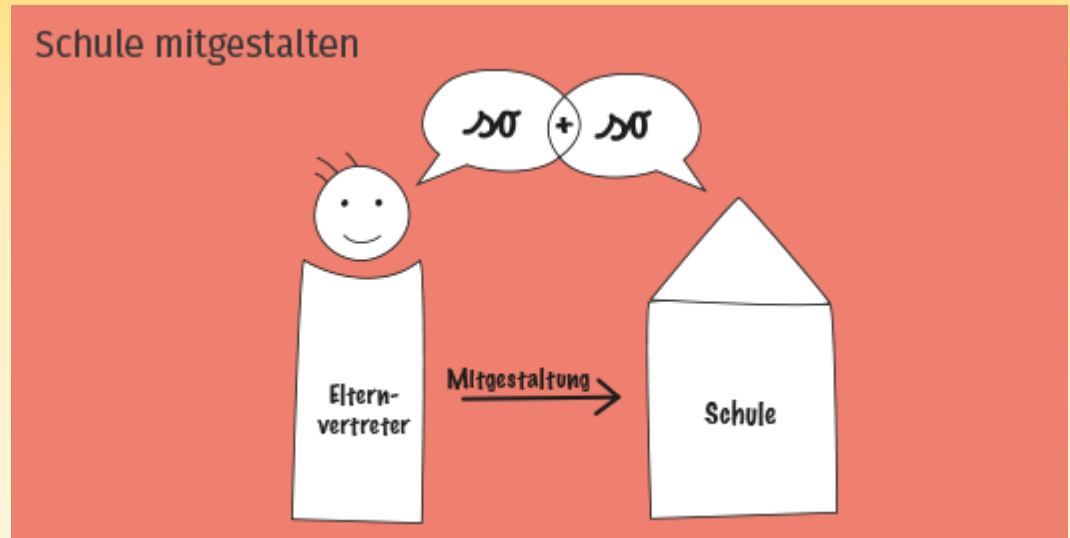 Schule mitgestalten
so + so
MItgestaltung
Eltern-
vertreter
Schule